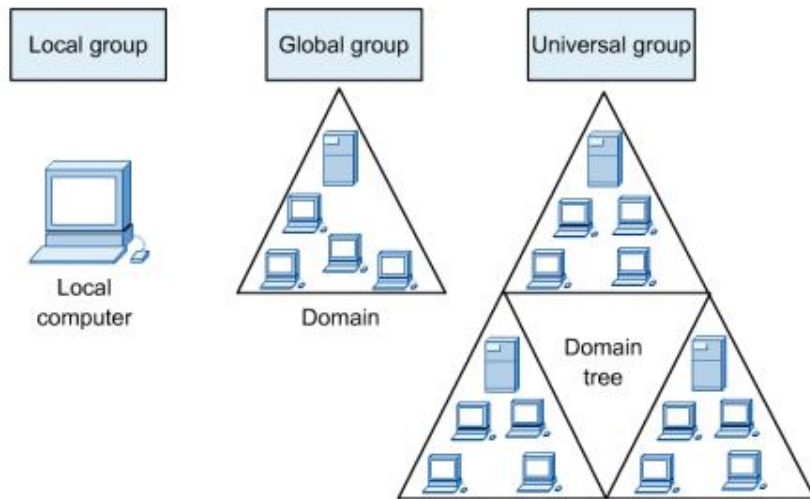 Local group
Global group
Universal group
Local
computer
Domain
Domain
tree